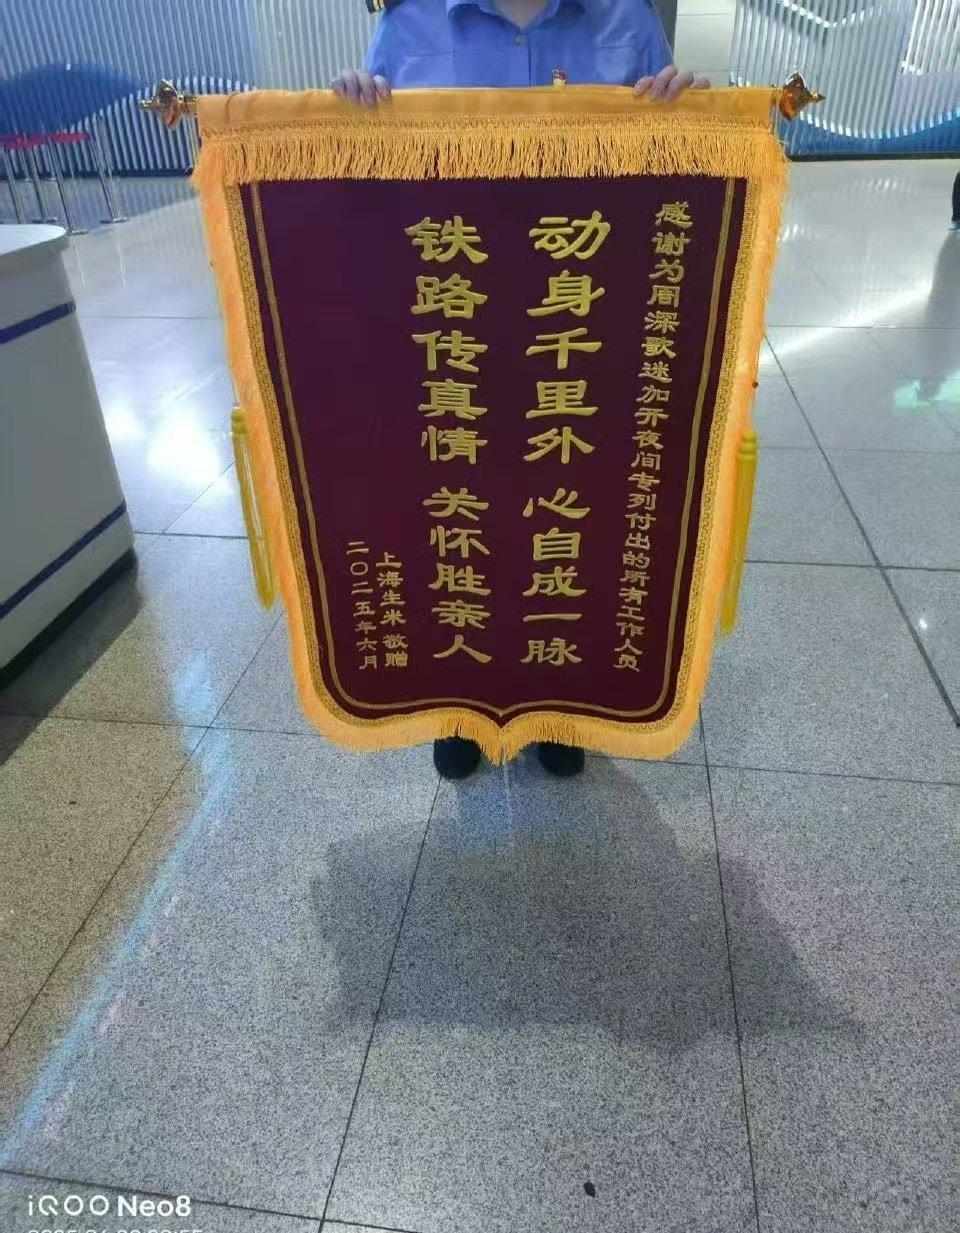 感谢为周深歌迷加开夜间专列付出的所有工作人员
动身千里外 心自成一脉
铁路传真情 关怀胜亲人
上海生米 敬赠
二〇二五年六月
iQOO Neo8